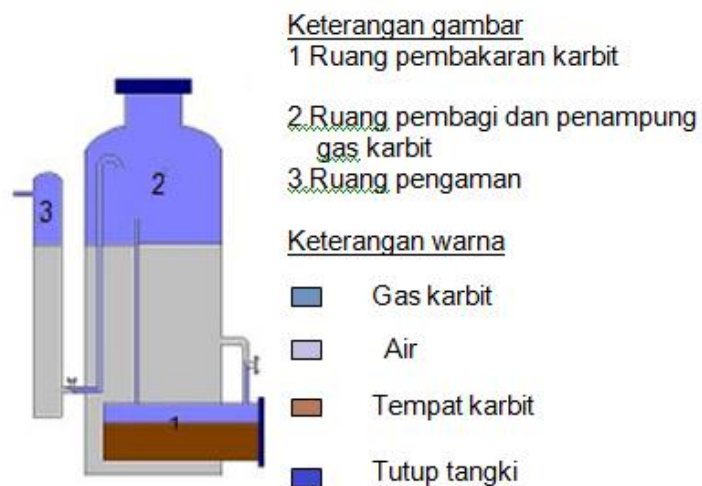 Keterangan gambar
1 Ruang pembakaran karbit
2.Ruang pembagi dan penampung
gas karbit
3.Ruang pengaman
Keterangan warna
Gas karbit
Air
Tempat karbit
Tutup tangki
2
3
1